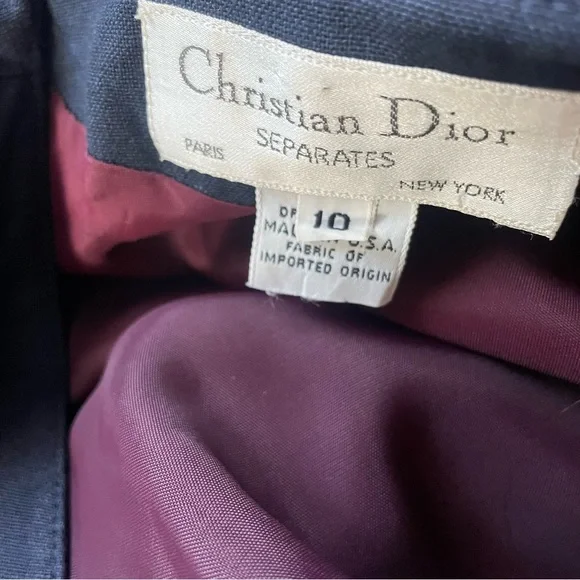 Christian Dior
SEPARATES
PARIS
NEW YORK
10
U.S.A.
FABRIC OF
IMPORTED ORIGIN